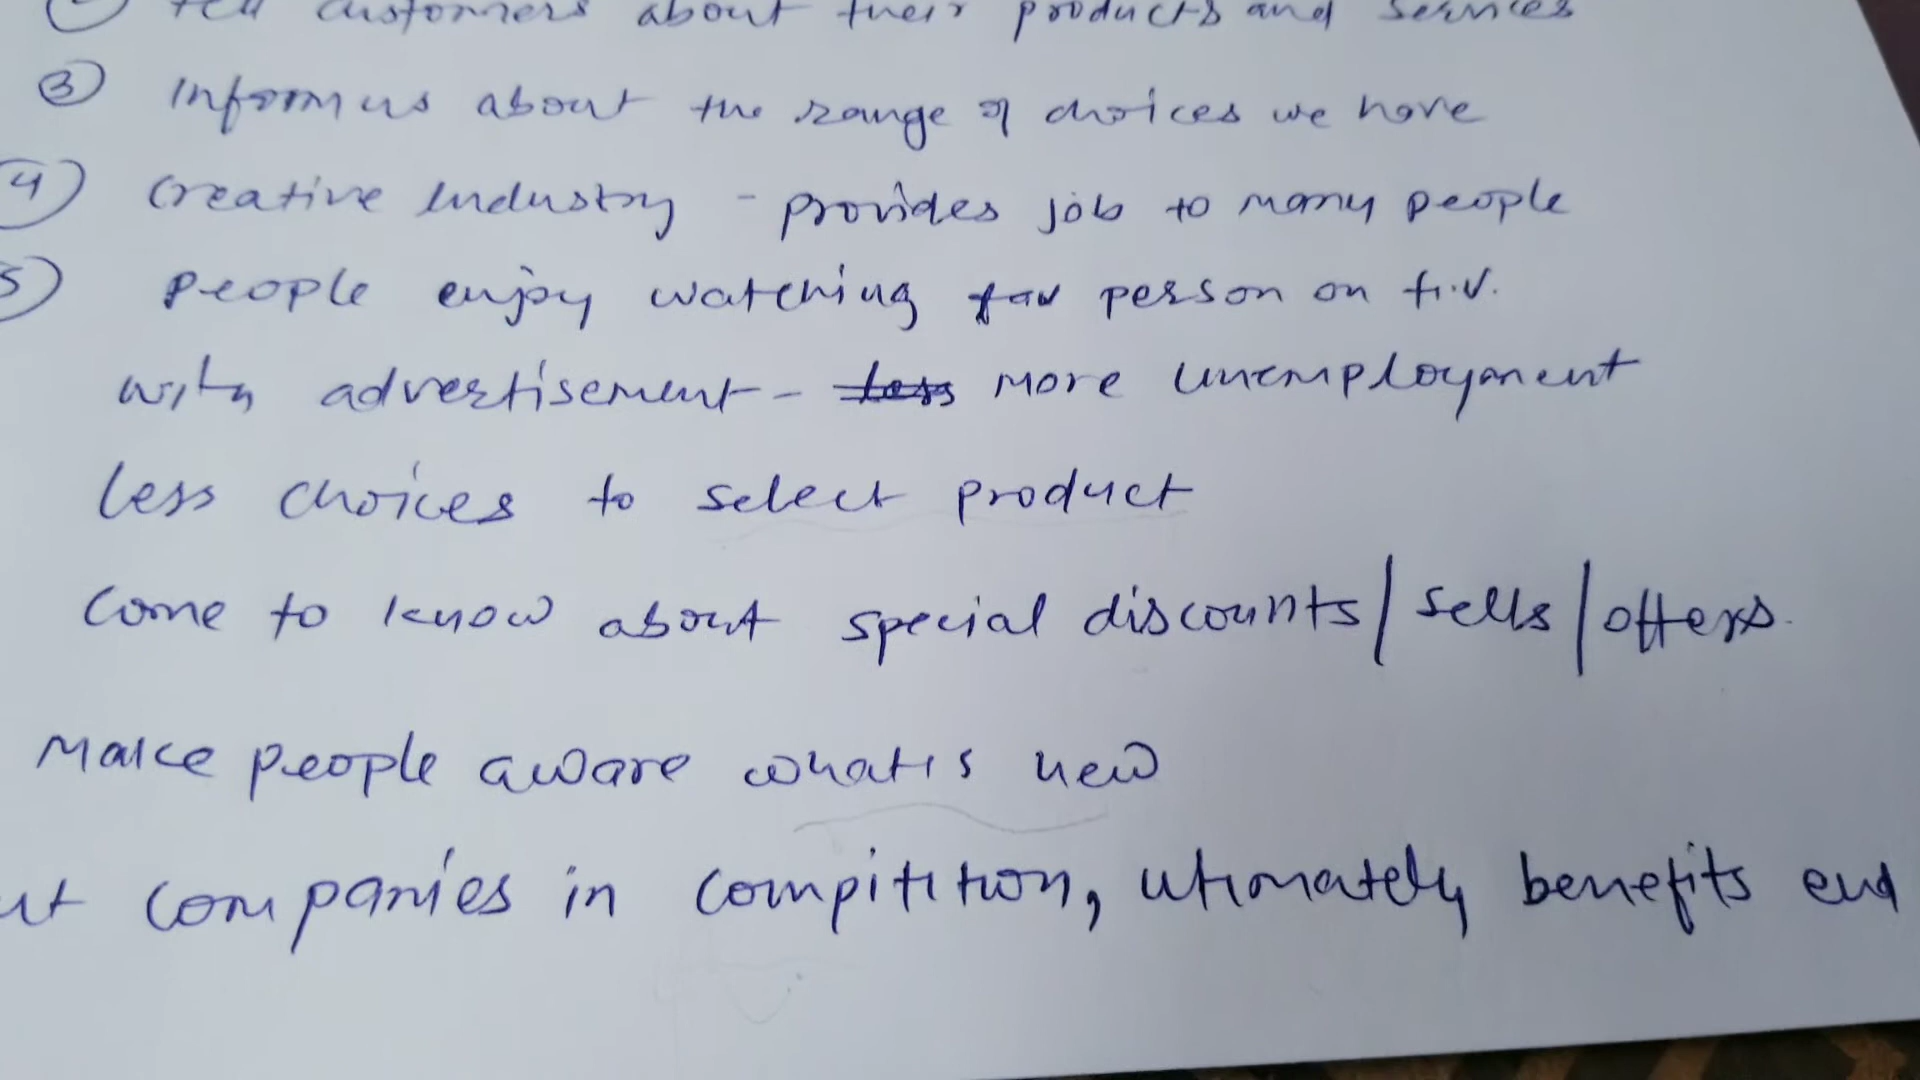 ② Tell customers about their products and services
③ Inform us about the range of choices we have
④ Creative Industry - provides job to many people
⑤ People enjoy watching fav person on t.v.
with advertisement - less More unemployment
less choices to select product
Come to know about special discounts/sells/offers.
Make people aware what is new
companies in compitition, utimately benefits end